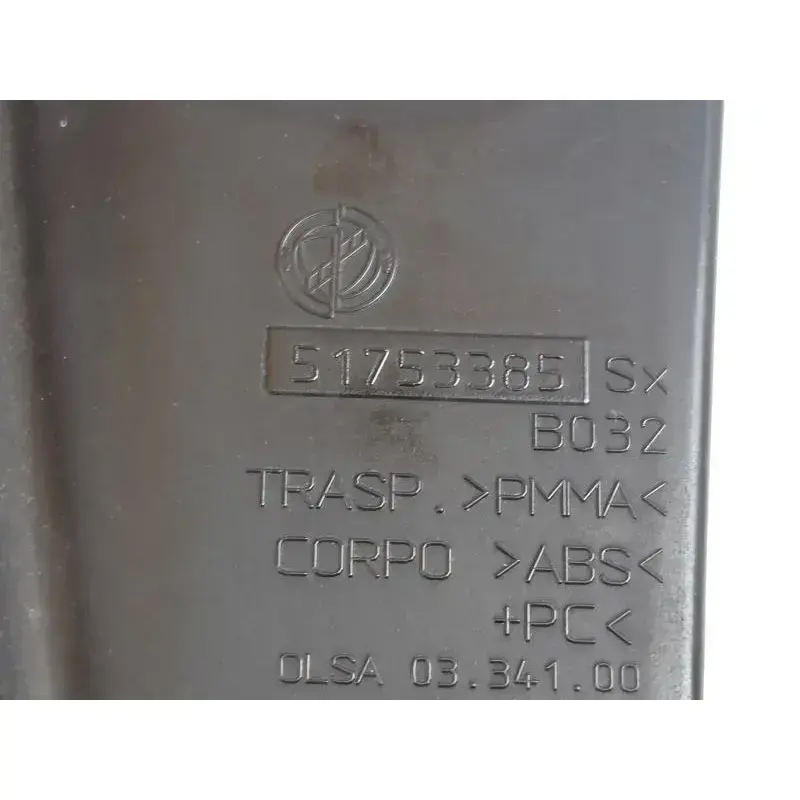 51753385 Sx
B032
TRASP. >PMMA<
CORPO >ABS<
+PC<
OLSA 03.341.00